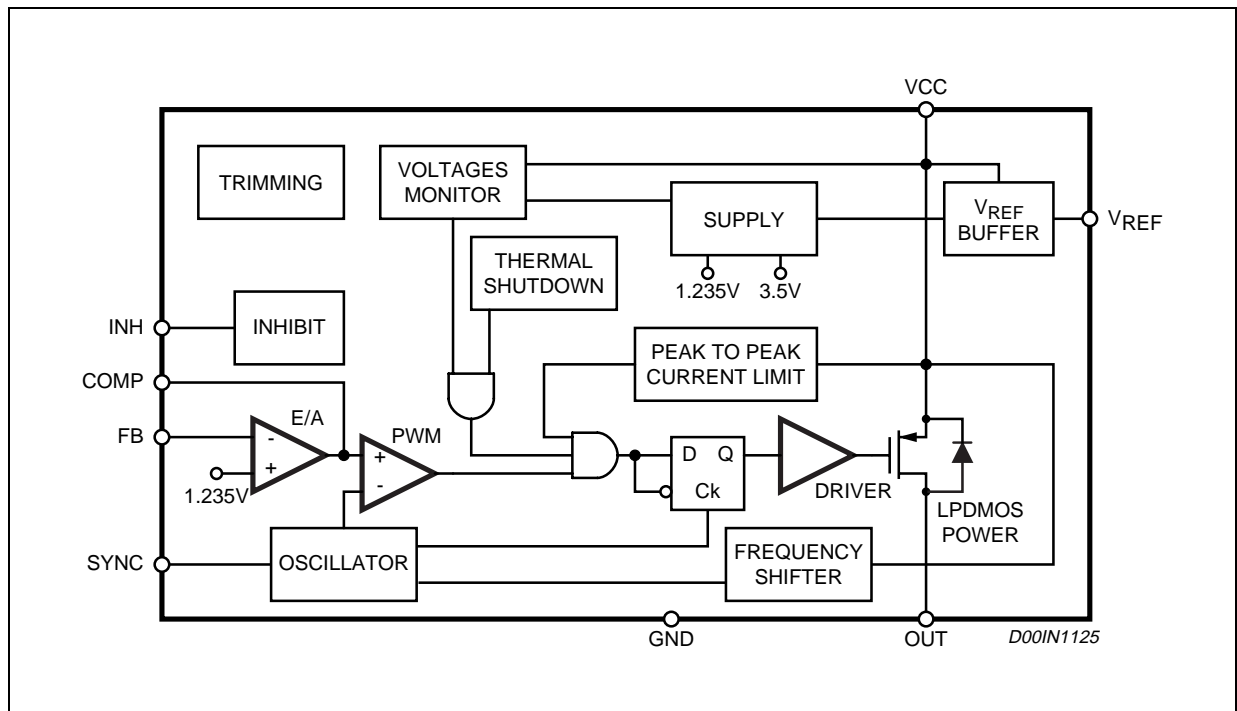 VCC
TRIMMING
VOLTAGES
MONITOR
SUPPLY
VREF
BUFFER
VREF
THERMAL
SHUTDOWN
1.235V
3.5V
INH
INHIBIT
PEAK TO PEAK
CURRENT LIMIT
COMP
E/A
FB
-
+
1.235V
PWM
+
-
D Q
Ck
DRIVER
LPDMOS
POWER
SYNC
OSCILLATOR
FREQUENCY
SHIFTER
GND
OUT
D00IN1125